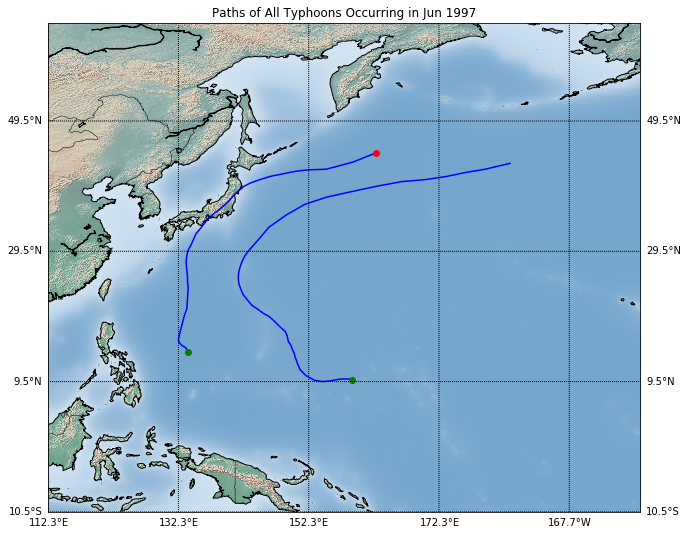 Paths of All Typhoons Occurring in Jun 1997
49.5°N 49.5°N
29.5°N 29.5°N
9.5°N 9.5°N
10.5°S 10.5°S
112.3°E 132.3°E 152.3°E 172.3°E 167.7°W